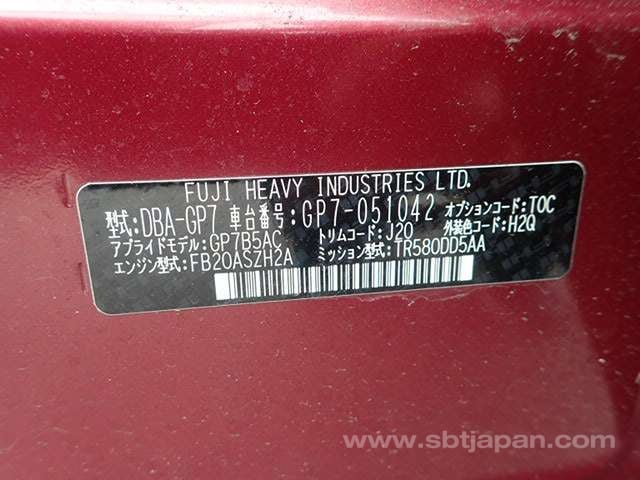 FUJI HEAVY INDUSTRIES LTD.
型式:DBA-GP7 車台番号:GP7-051042 オプションコード:TOC
アプライドモデル:GP7B5AC トリムコード:J20 外装色コード:H2Q
エンジン型式:FB20ASZH2A ミッション型式:TR580DD5AA
www.sbtjapan.com